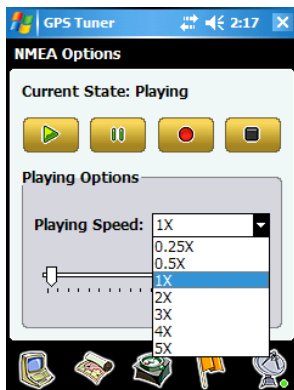 GPS Tuner 2:17
NMEA Options
Current State: Playing
Playing Options
Playing Speed: 1X
0.25X
0.5X
1X
2X
3X
4X
5X